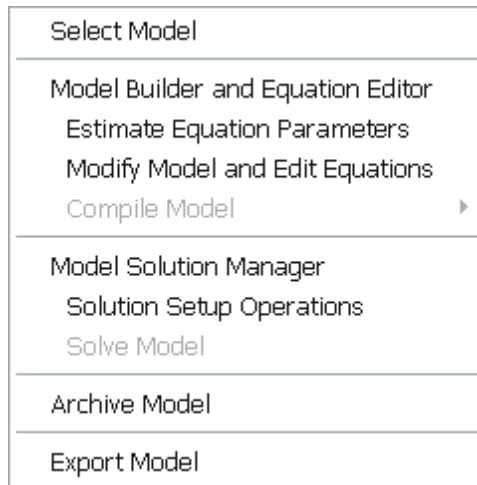 Select Model
Model Builder and Equation Editor
Estimate Equation Parameters
Modify Model and Edit Equations
Compile Model
Model Solution Manager
Solution Setup Operations
Solve Model
Archive Model
Export Model